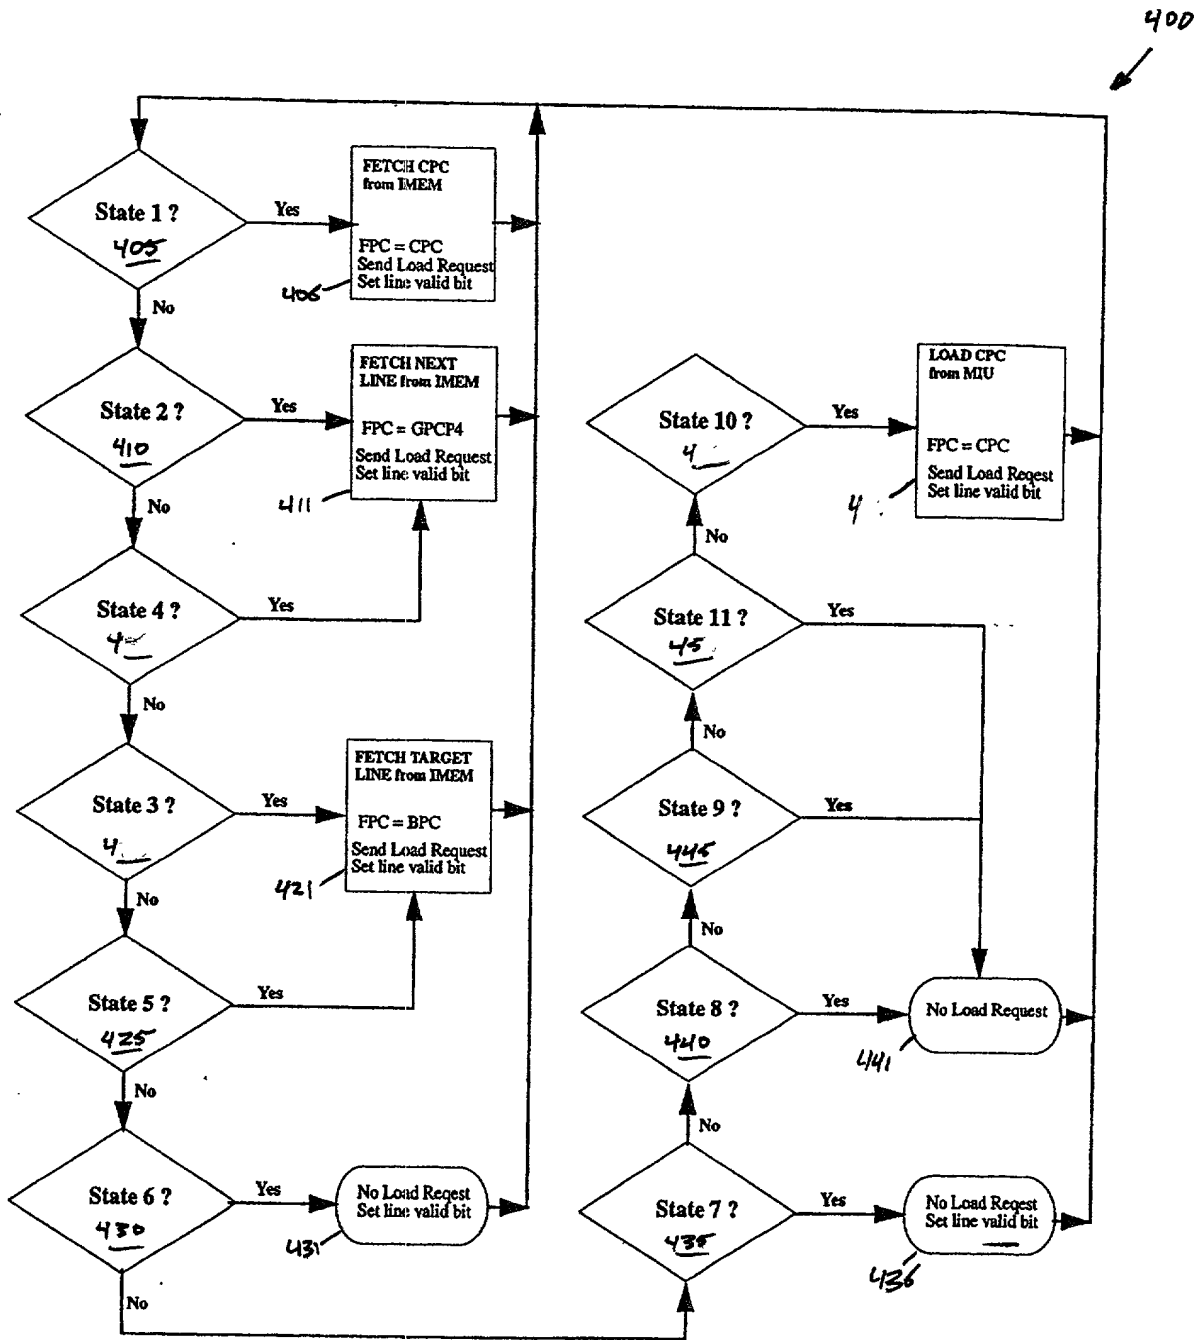 400
State 1 ?
405
Yes
No
FETCH CPC
from IMEM
FPC = CPC
Send Load Request
Set line valid bit
406
State 2 ?
410
Yes
No
FETCH NEXT
LINE from IMEM
FPC = GPCP4
Send Load Request
Set line valid bit
411
State 4 ?
Yes
No
State 3 ?
Yes
No
FETCH TARGET
LINE from IMEM
FPC = BPC
Send Load Request
Set line valid bit
421
State 5 ?
425
Yes
No
State 6 ?
430
Yes
No
No Load Reqest
Set line valid bit
431
State 10 ?
Yes
No
LOAD CPC
from MIU
FPC = CPC
Send Load Reqest
Set line valid bit
State 11 ?
Yes
No
State 9 ?
445
Yes
No
State 8 ?
440
Yes
No
No Load Request
441
State 7 ?
435
Yes
No Load Reqest
Set line valid bit
436